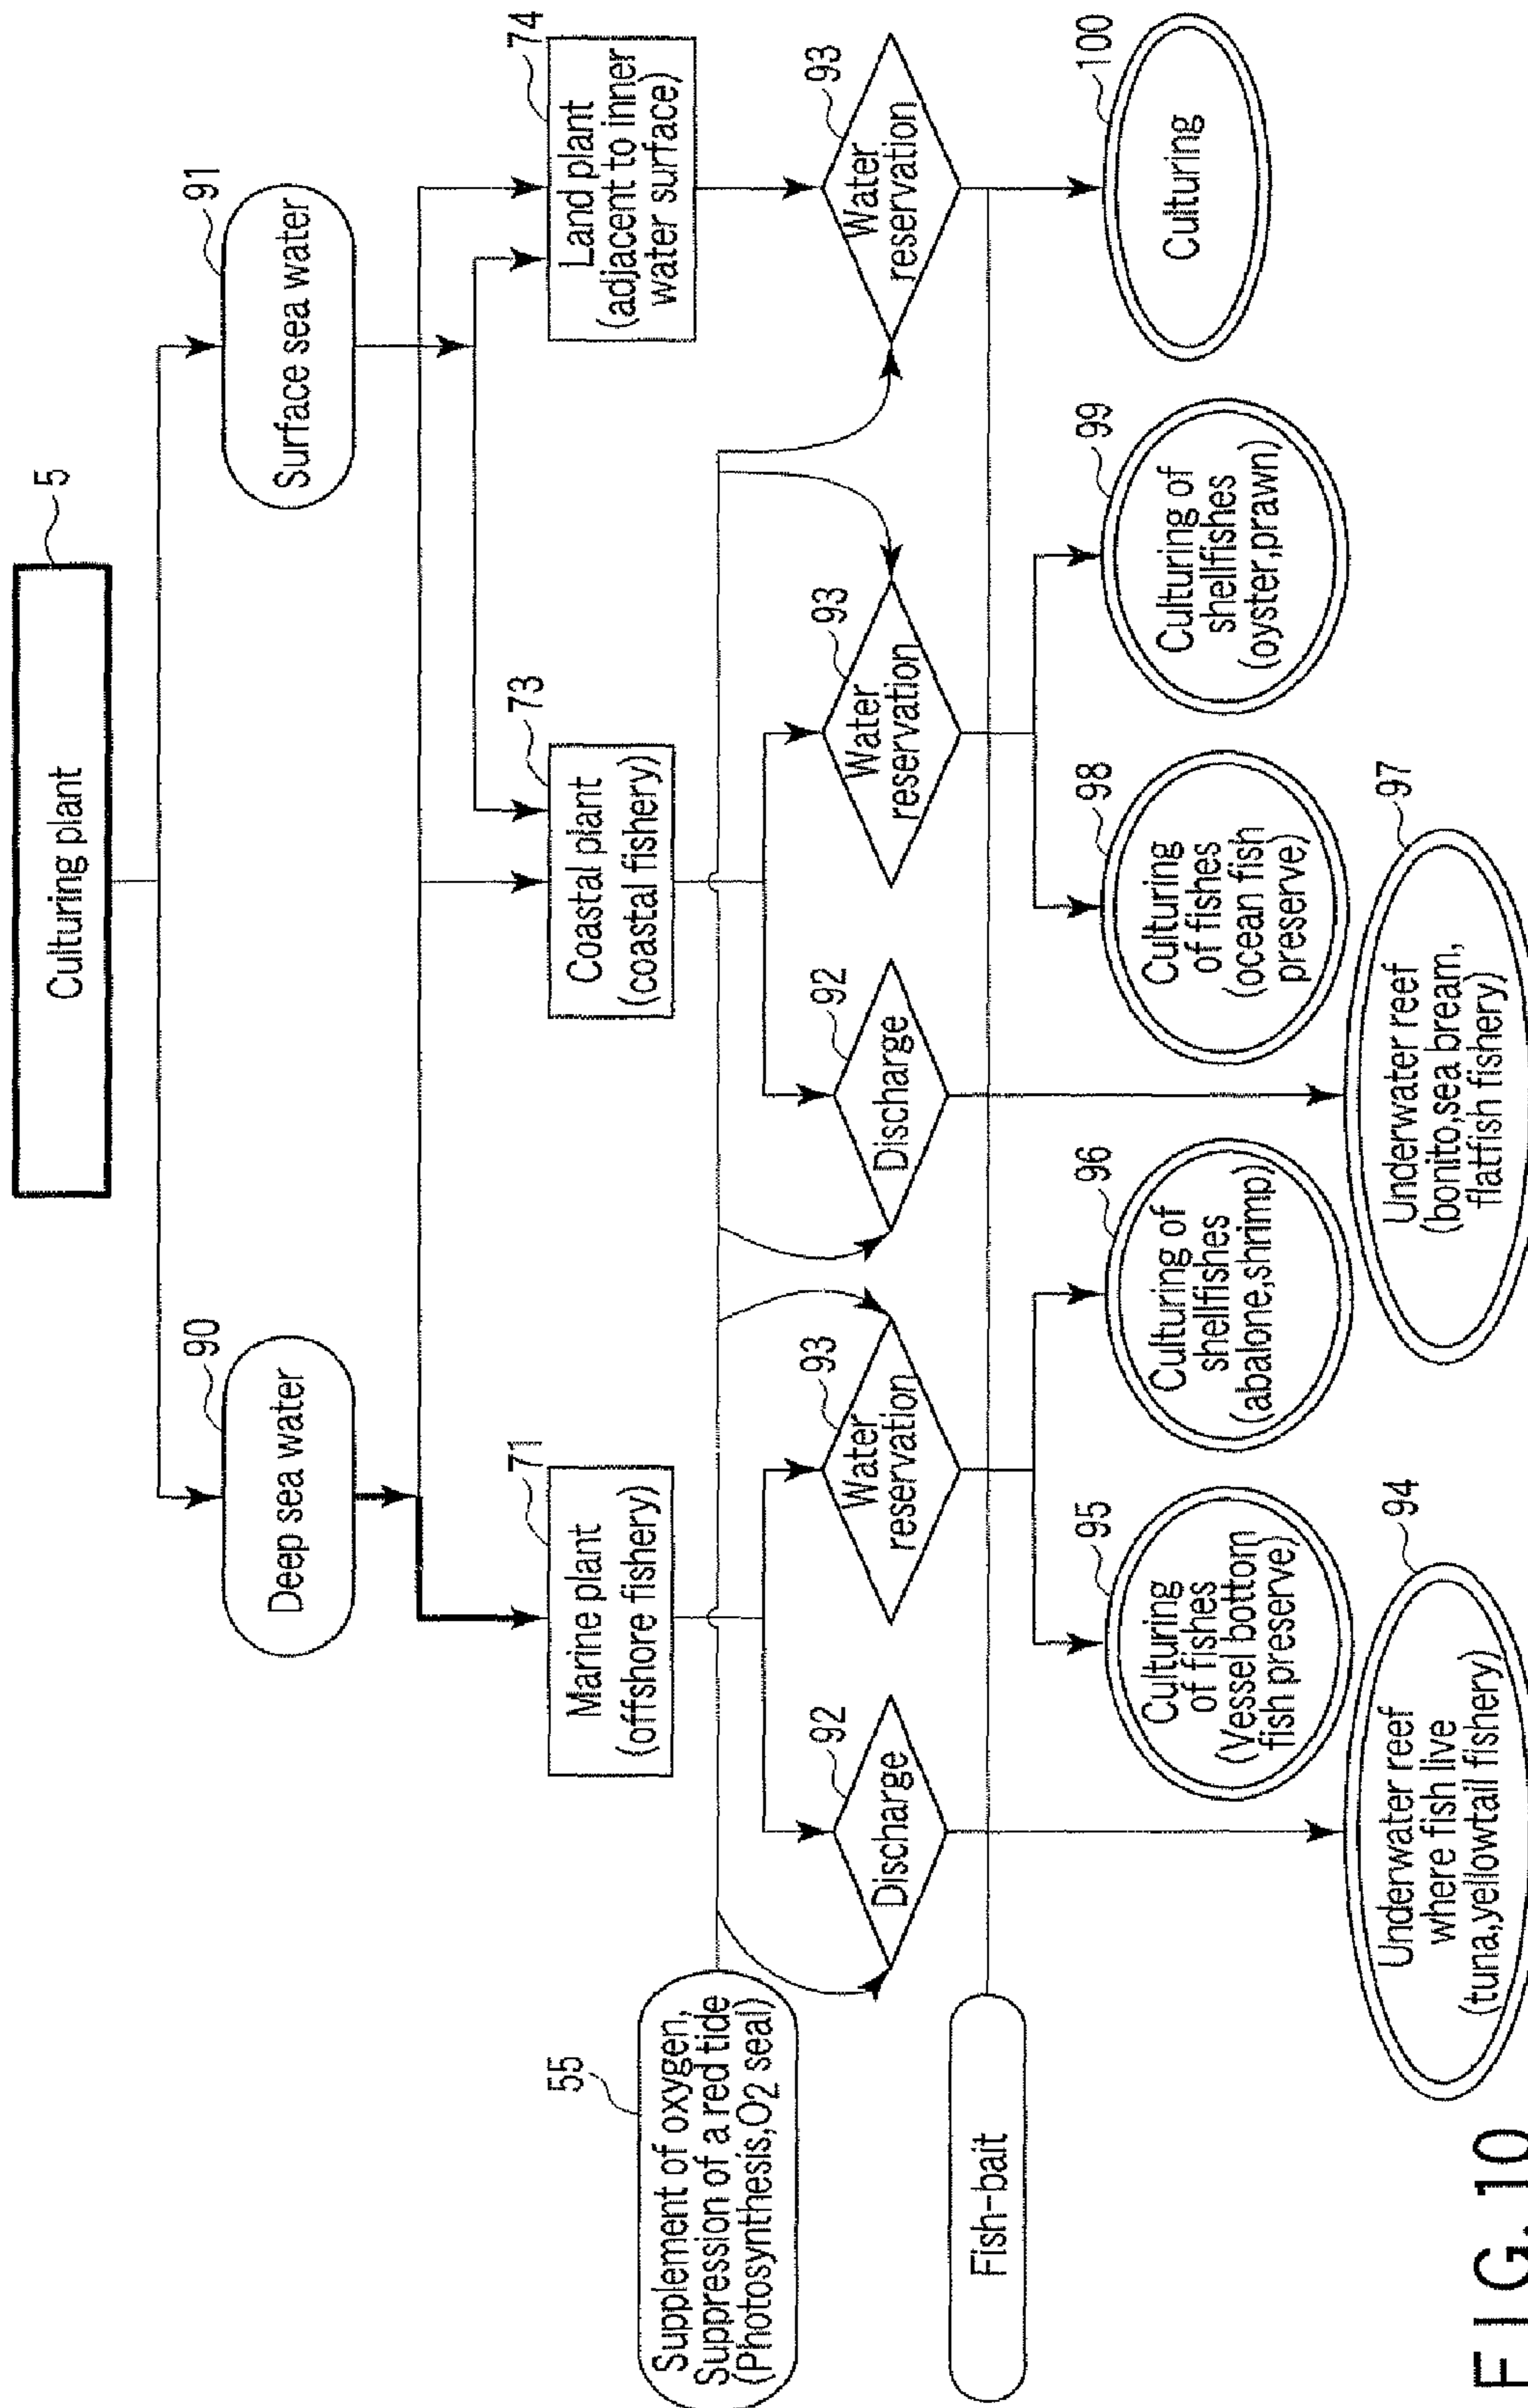 Culturing plant
5
90
Deep sea water
91
Surface sea water
71
Marine plant
(offshore fishery)
73
Coastal plant
(coastal fishery)
74
Land plant
(adjacent to inner
water surface)
55
Supplement of oxygen,
Suppression of a red tide
(Photosynthesis,O2 seal)
92
Discharge
93
Water
reservation
92
Discharge
93
Water
reservation
93
Water
reservation
Fish-bait
95
Culturing
of fishes
(Vessel bottom
fish preserve)
96
Culturing of
shellfishes
(abalone,shrimp)
98
Culturing
of fishes
(ocean fish
preserve)
99
Culturing of
shellfishes
(oyster,prawn)
100
Culturing
94
Underwater reef
where fish live
(tuna,yellowtail fishery)
97
Underwater reef
(bonito,sea bream,
flatfish fishery)
FIG. 10